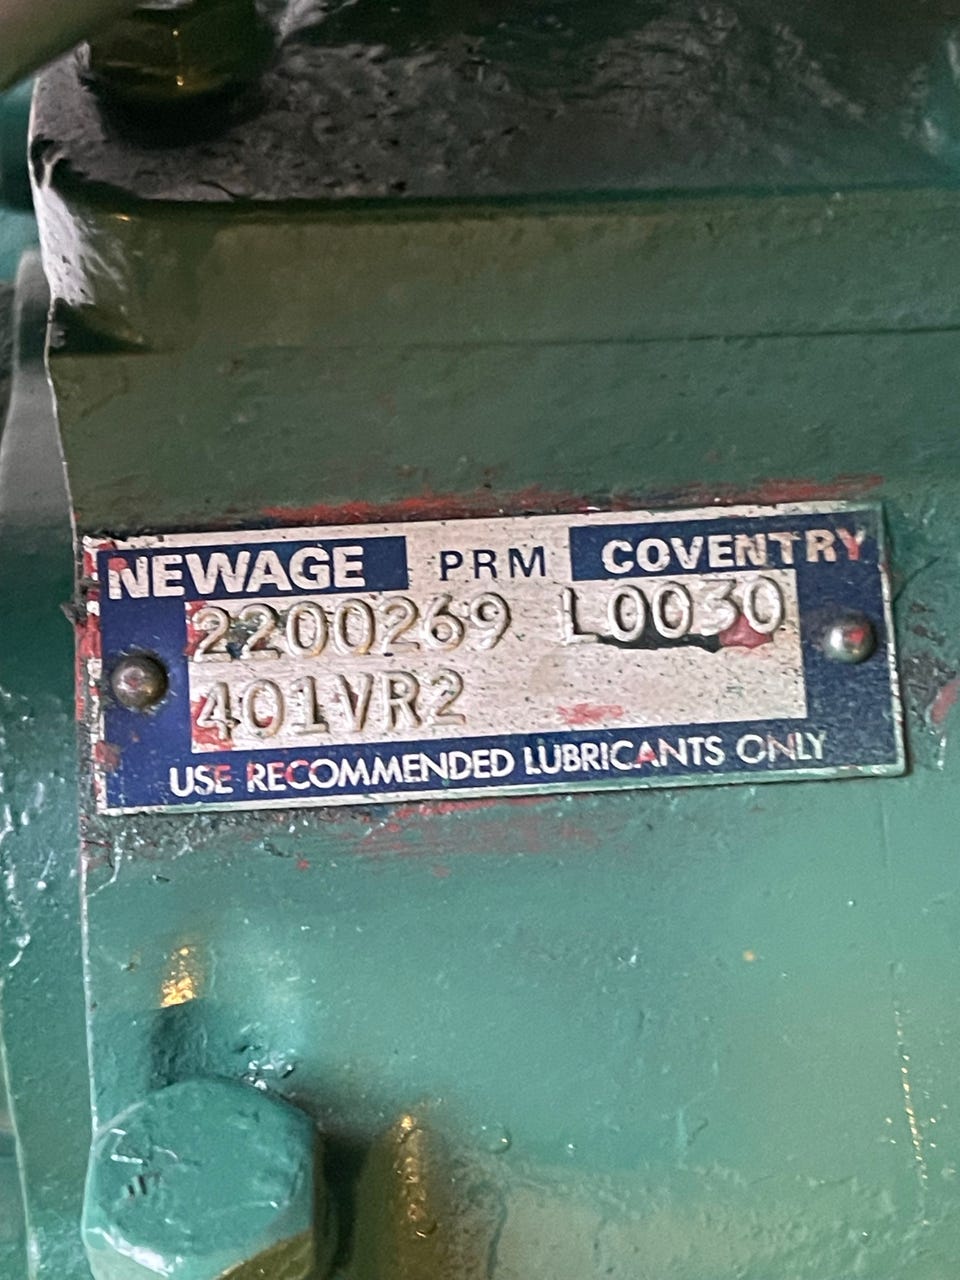 NEWAGE PRM COVENTRY
2200269 L0030
401VR2
USE RECOMMENDED LUBRICANTS ONLY